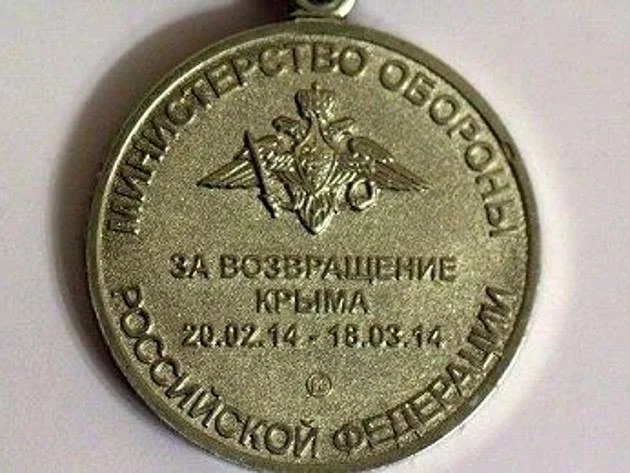 МИНИСТЕРСТВО ОБОРОНЫ
ЗА ВОЗВРАЩЕНИЕ
КРЫМА
20.02.14 - 18.03.14
РОССИЙСКОЙ ФЕДЕРАЦИИ